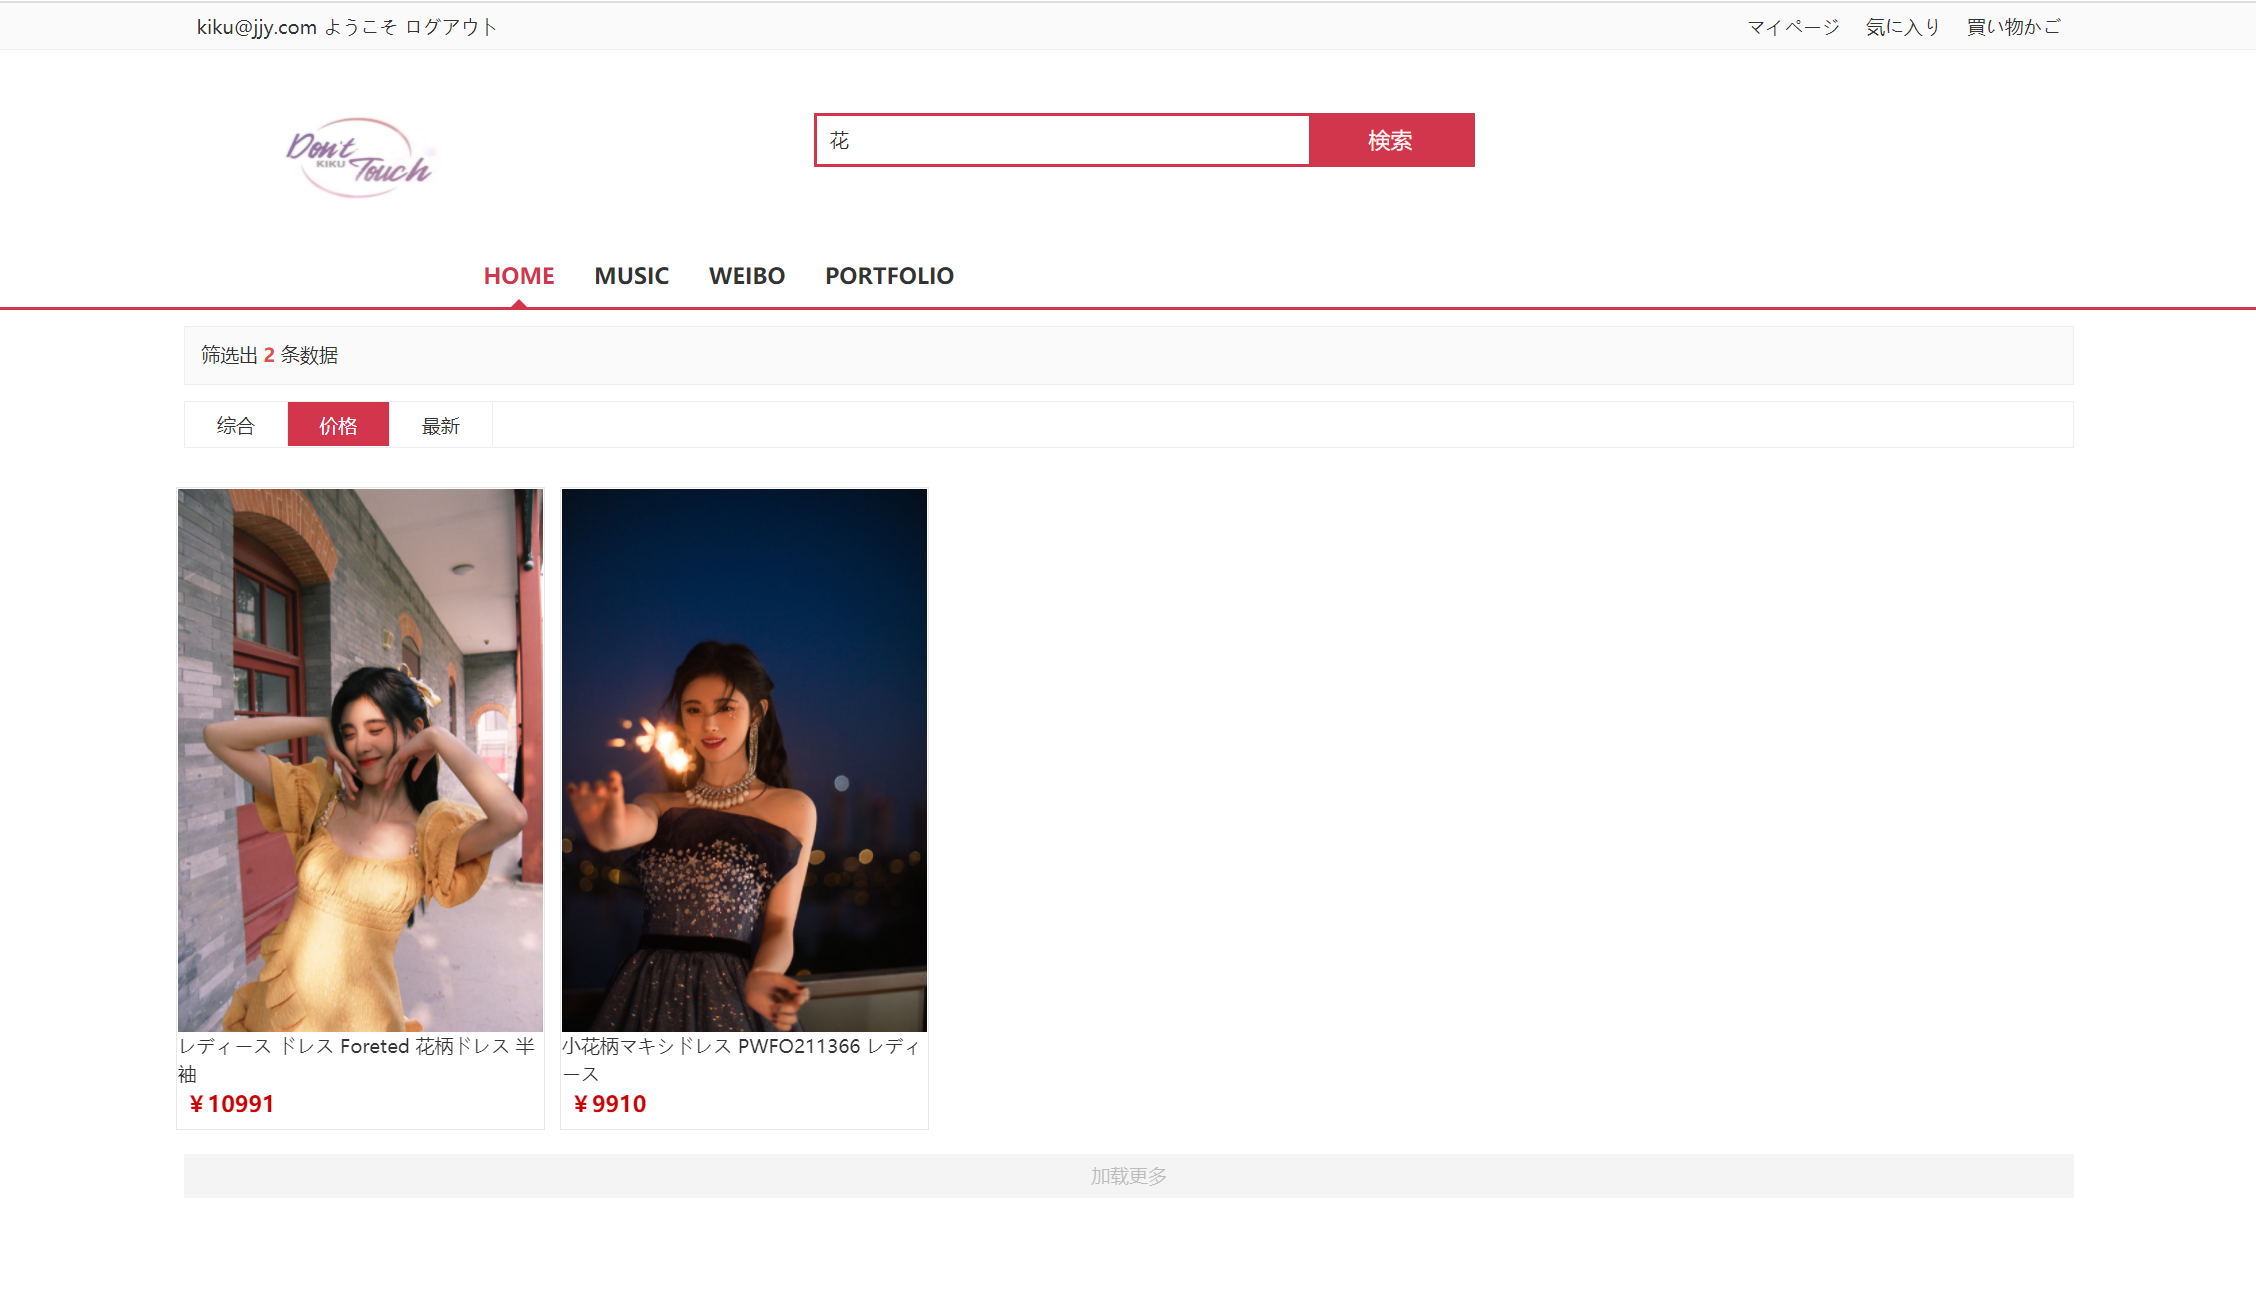 kiku@jjy.com ようこそ ログアウト
マイページ 気に入り 買い物かご
Don't
KIKU
Touch
花
検索
HOME MUSIC WEIBO PORTFOLIO
筛选出 2 条数据
综合 价格 最新
レディース ドレス Foreted 花柄ドレス 半
袖
¥10991
小花柄マキシドレス PWFO211366 レディ
ース
¥9910
加载更多